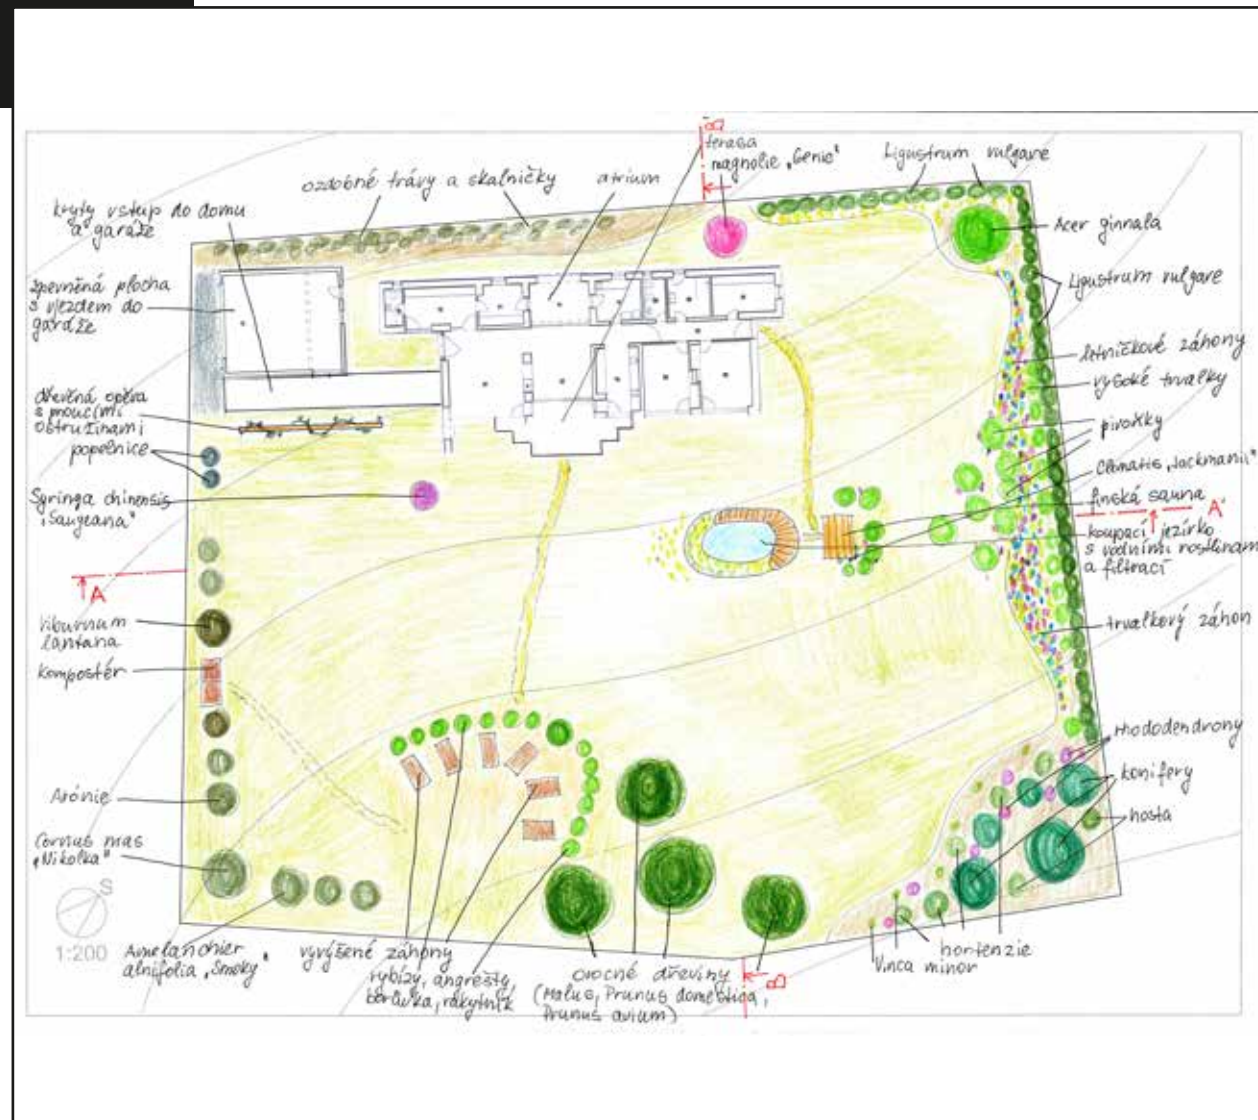 B
terasa
magnolie „Genie“
Ligustrum vulgare
ozdobné trávy a skalničky
atrium
krytý vstup do domu
a garáže
Acer ginnala
zpevněná plocha
s vjezdem do
garáže
Ligustrum vulgare
letničkové záhony
vysoké trvalky
dřevěná opěra
s pnoucími
ostružinami
popelnice
pivoňky
Clematis „Jackmanii“
Syringa chinensis
„Saugeana“
finská sauna
A'
koupací jezírko
s vodními rostlinami
a filtrací
A
Viburnum
lantana
kompostér
trvalkový záhon
rhododendrony
konifery
hosta
Arónie
Cornus mas
„Nikolka“
S
1:200
Amelanchier
alnifolia „Smoky“
vyvýšené záhony
rybízy, angrešty,
borůvka, rakytník
ovocné dřeviny
(Malus, Prunus domestica,
Prunus avium)
B
hortenzie
Vinca minor